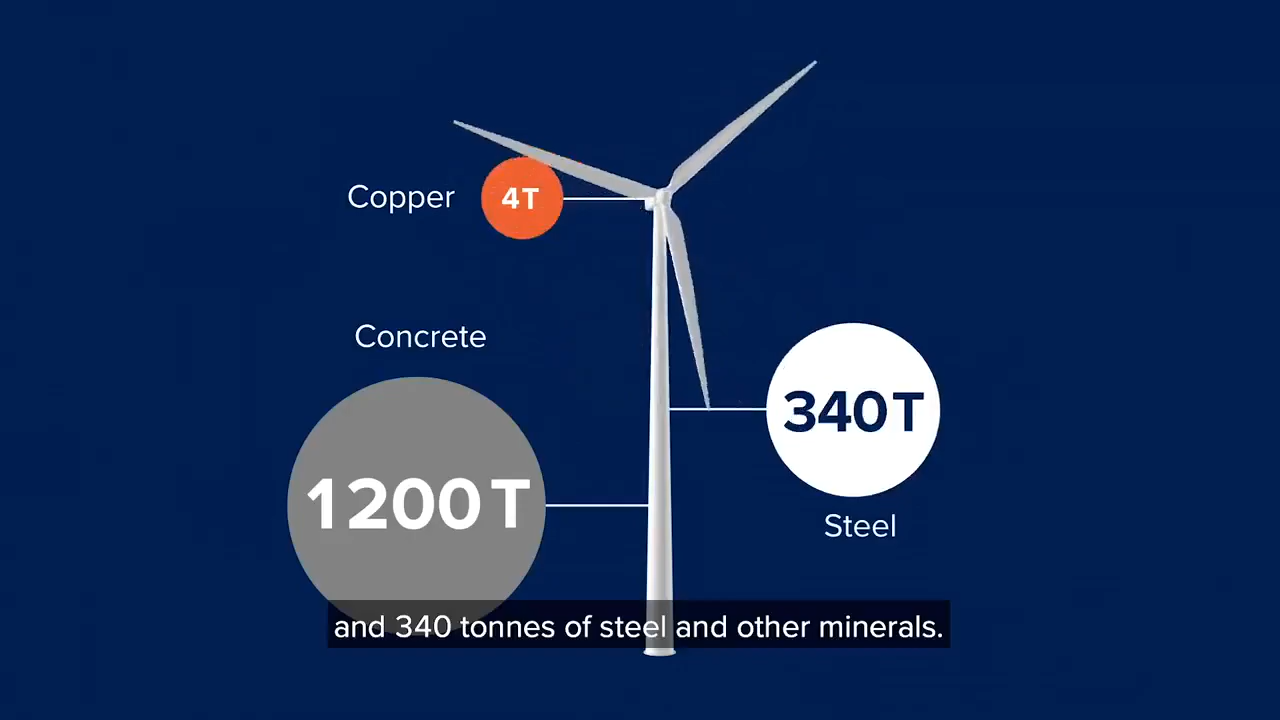 Copper
4T
Concrete
1200T
340T
Steel
and 340 tonnes of steel and other minerals.